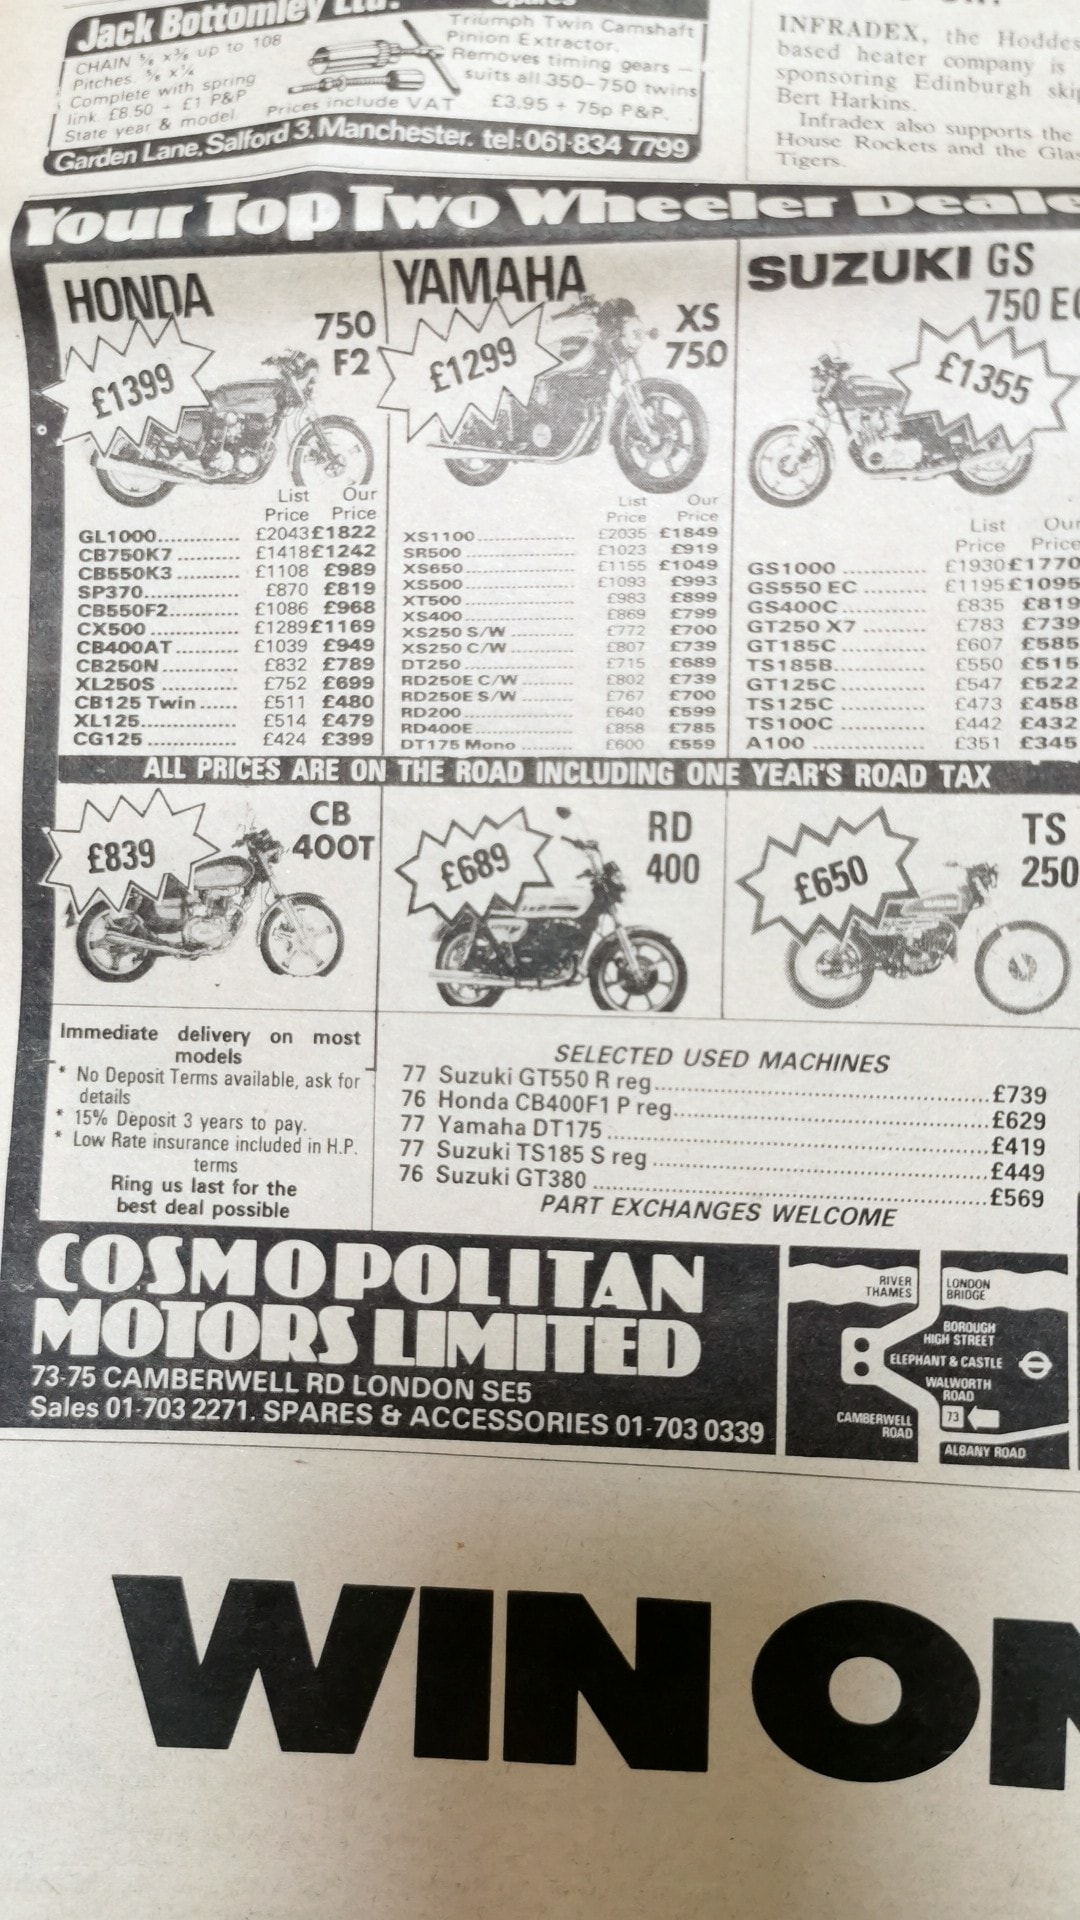 Jack Bottomley Ltd.
Spares
CHAIN ⅝ x ⅜ up to 108
Pitches. ⅝ x ¼
Complete with spring
link. £8.50 + £1 P&P
State year & model.
Triumph Twin Camshaft
Pinion Extractor.
Removes timing gears —
suits all 350-750 twins
£3.95 + 75p P&P.
Prices include VAT
Garden Lane. Salford 3. Manchester. tel: 061-834 7799
INFRADEX, the Hoddes
based heater company is
sponsoring Edinburgh skip
Bert Harkins.
Infradex also supports the
House Rockets and the Glas
Tigers.
Your Top Two Wheeler Deale
HONDA
750
F2
£1399
List Our
Price Price
GL1000............ £2043 £1822
CB750K7.......... £1418 £1242
CB550K3.......... £1108 £989
SP370.............. £870 £819
CB550F2.......... £1086 £968
CX500 ............. £1289 £1169
CB400AT ......... £1039 £949
CB250N ........... £832 £789
XL250S ............ £752 £699
CB125 Twin ...... £511 £480
XL125............... £514 £479
CG125 .............. £424 £399
YAMAHA
XS
750
£1299
List Our
Price Price
XS1100 .............. £2035 £1849
SR500 ................ £1023 £919
XS650 ................ £1155 £1049
XS500 ................ £1093 £993
XT500 ................ £983 £899
XS400 ................ £869 £799
XS250 S/W .......... £772 £700
XS250 C/W .......... £807 £739
DT250 ................ £715 £689
RD250E C/W ........ £802 £739
RD250E S/W ........ £767 £700
RD200 ................ £640 £599
RD400E .............. £858 £785
DT175 Mono ........ £600 £559
SUZUKI GS
750 EC
£1355
List Our
Price Price
GS1000 ............ £1930 £1770
GS550 EC ......... £1195 £1095
GS400C............ £835 £819
GT250 X7 ......... £783 £739
GT185C............ £607 £585
TS185B............ £550 £515
GT125C............ £547 £522
TS125C............ £473 £458
TS100C............ £442 £432
A100 ............... £351 £345
ALL PRICES ARE ON THE ROAD INCLUDING ONE YEAR'S ROAD TAX
CB
400T
£839
RD
400
£689
TS
250
£650
Immediate delivery on most
models
* No Deposit Terms available, ask for
details
* 15% Deposit 3 years to pay.
* Low Rate insurance included in H.P.
terms
Ring us last for the
best deal possible
SELECTED USED MACHINES
77 Suzuki GT550 R reg........................£739
76 Honda CB400F1 P reg.....................£629
77 Yamaha DT175 ..............................£419
77 Suzuki TS185 S reg ........................£449
76 Suzuki GT380 ................................£569
PART EXCHANGES WELCOME
COSMOPOLITAN
MOTORS LIMITED
73-75 CAMBERWELL RD LONDON SE5
Sales 01-703 2271. SPARES & ACCESSORIES 01-703 0339
RIVER
THAMES
LONDON
BRIDGE
BOROUGH
HIGH STREET
ELEPHANT & CASTLE
WALWORTH
ROAD
73
CAMBERWELL
ROAD
ALBANY ROAD
WIN ON